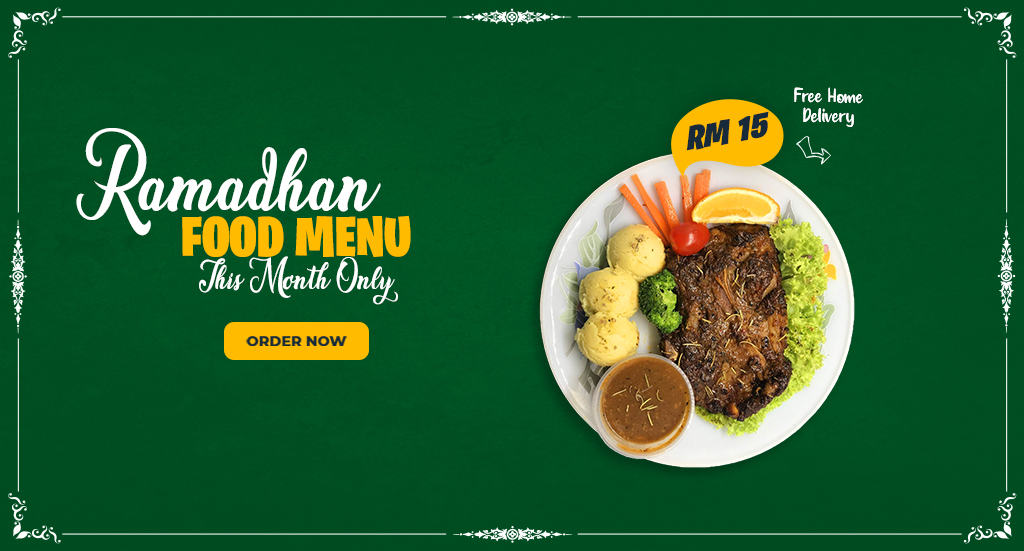 Ramadhan
FOOD MENU
This Month Only
ORDER NOW
RM 15
Free Home
Delivery